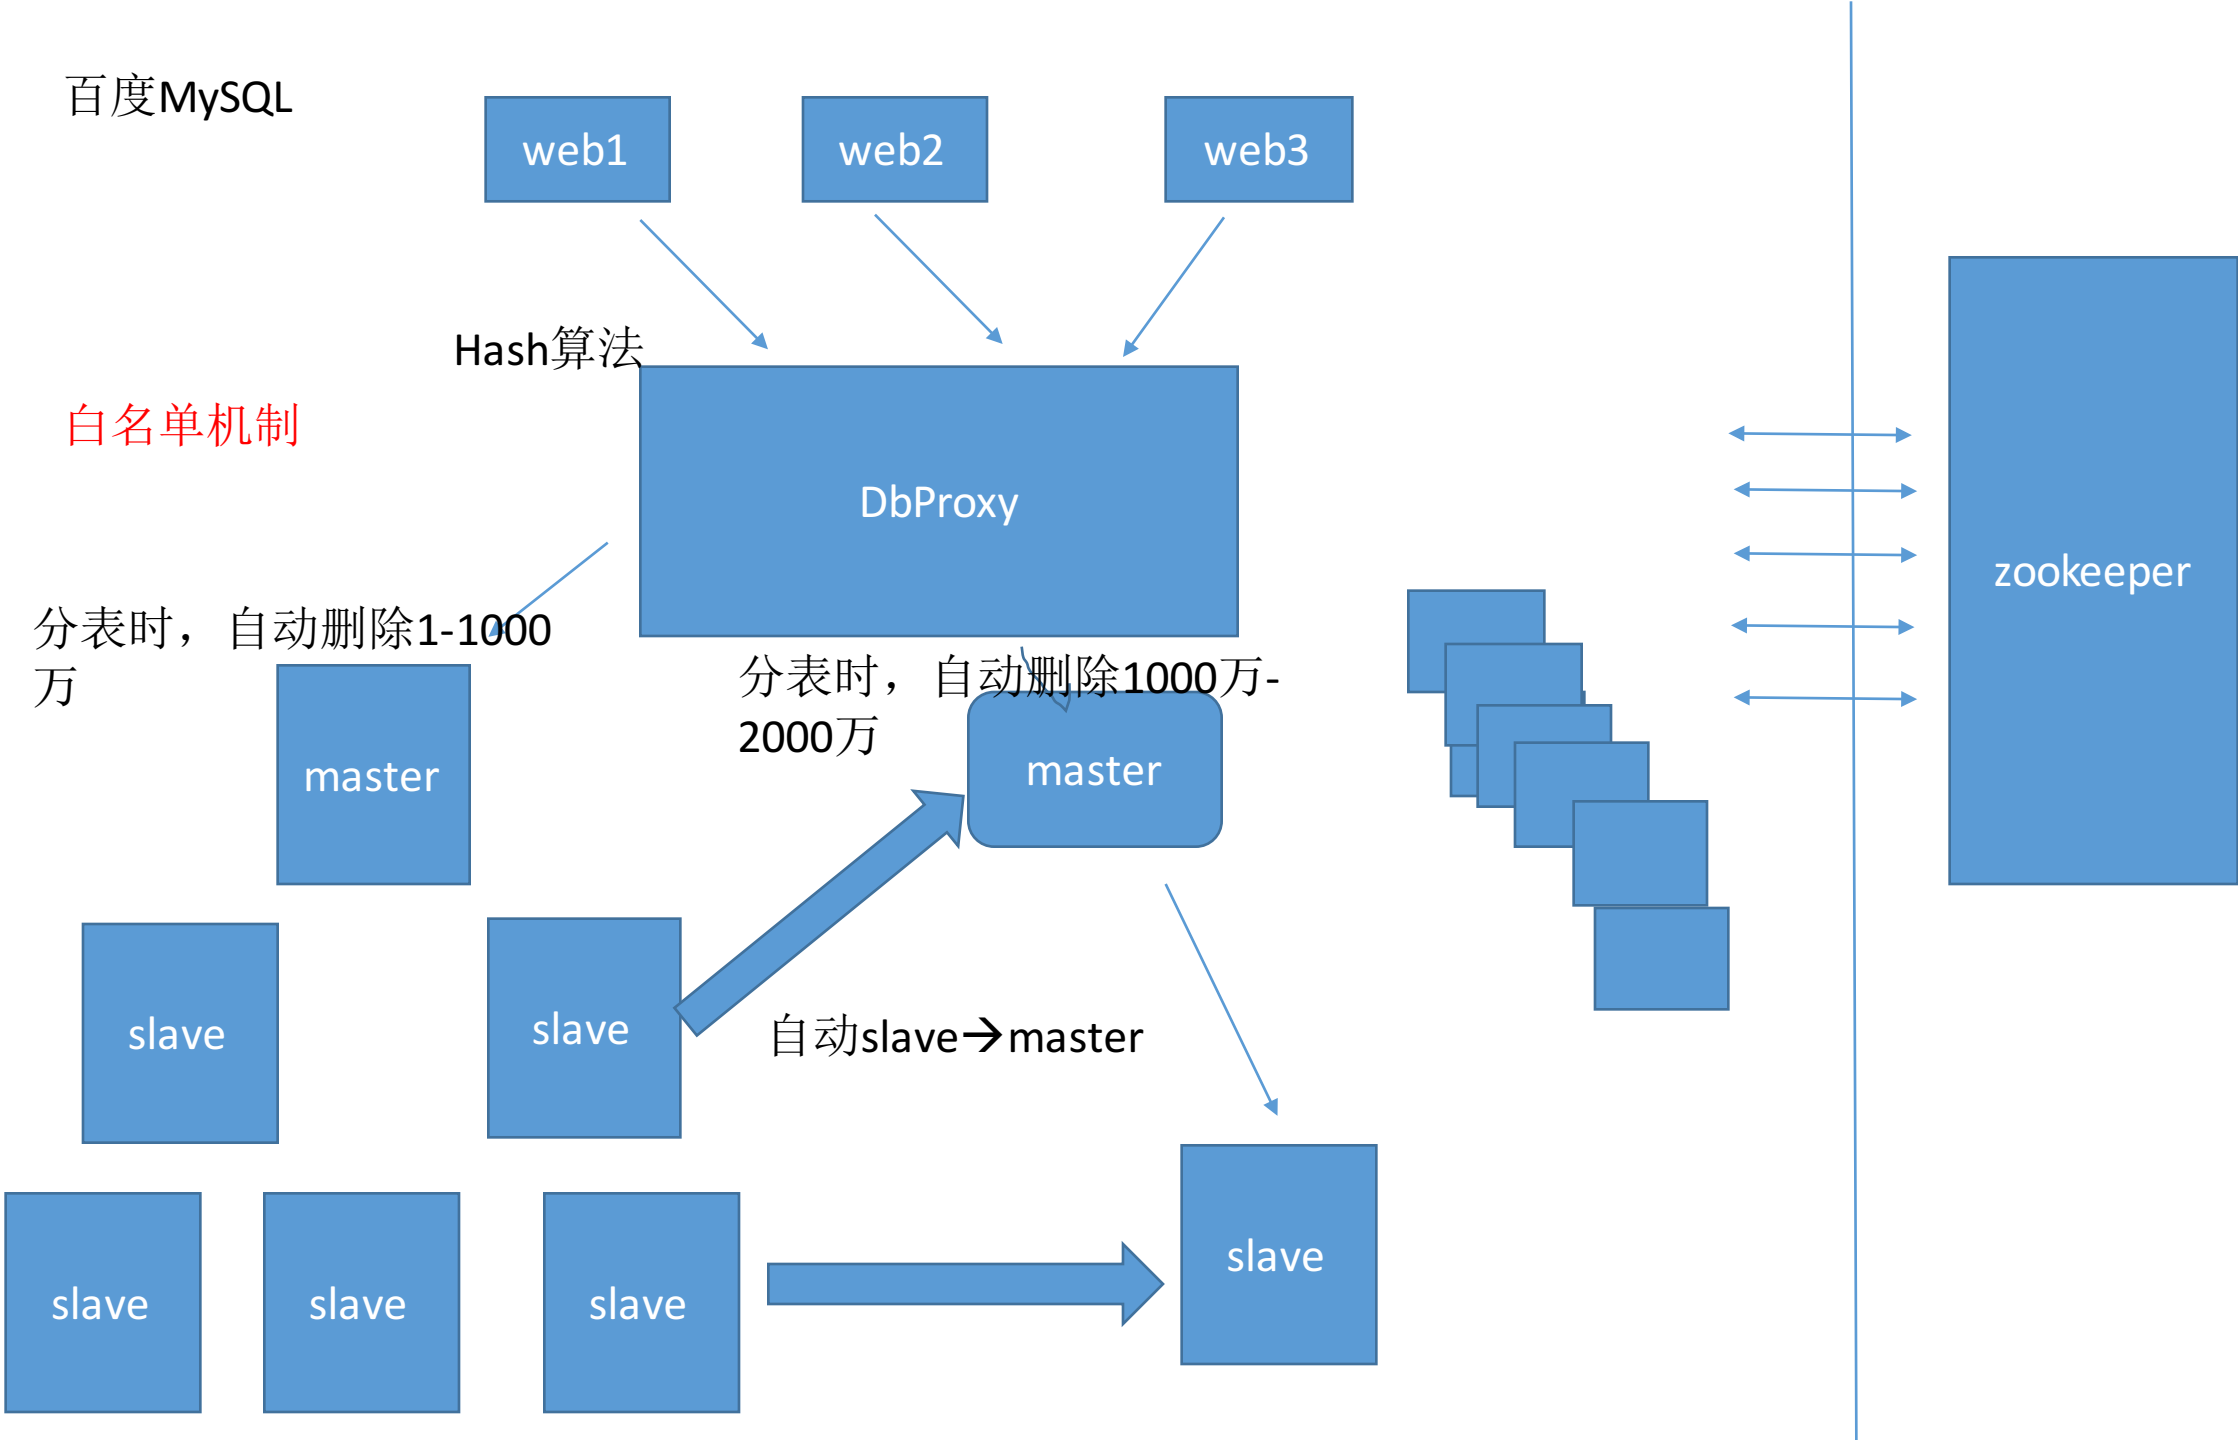 百度MySQL
web1
web2
web3
Hash算法
白名单机制
DbProxy
zookeeper
分表时，自动删除1-1000
万
分表时，自动删除1000万-
2000万
master
master
slave
slave
自动slave→master
slave
slave
slave
slave